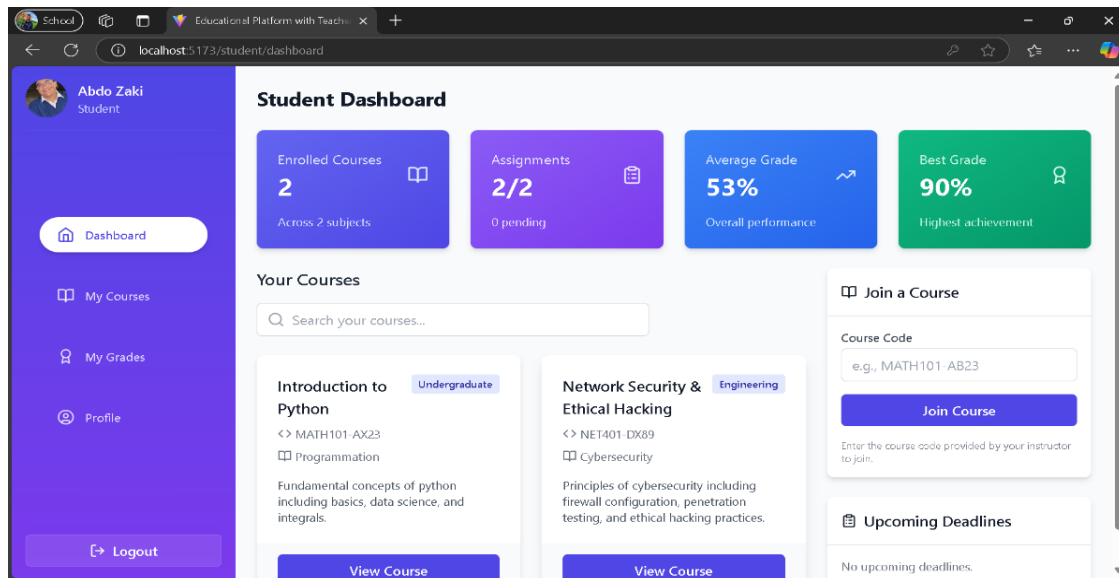 School
Educational Platform with Teache
localhost:5173/student/dashboard
Abdo Zaki
Student
Dashboard
My Courses
My Grades
Profile
Logout
Student Dashboard
Enrolled Courses
2
Across 2 subjects
Assignments
2/2
0 pending
Average Grade
53%
Overall performance
Best Grade
90%
Highest achievement
Your Courses
Search your courses...
Introduction to
Python
Undergraduate
<> MATH101-AX23
Programmation
Fundamental concepts of python
including basics, data science, and
integrals.
View Course
Network Security &
Ethical Hacking
Engineering
<> NET401-DX89
Cybersecurity
Principles of cybersecurity including
firewall configuration, penetration
testing, and ethical hacking practices.
View Course
Join a Course
Course Code
e.g., MATH101-AB23
Join Course
Enter the course code provided by your instructor
to join.
Upcoming Deadlines
No upcoming deadlines.